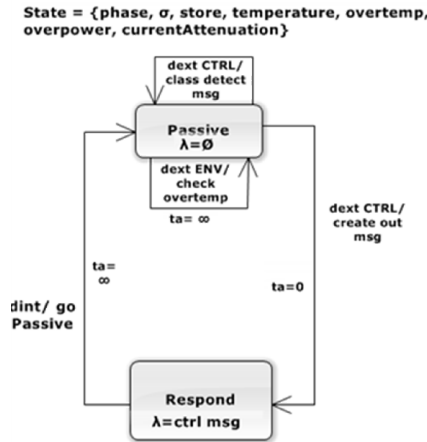 State = {phase, σ, store, temperature, overtemp,
overpower, currentAttenuation}
dext CTRL/
class detect
msg
Passive
λ=Ø
dext ENV/
check
overtemp
ta= ∞
dext CTRL/
create out
msg
ta=
∞
ta=0
dint/ go
Passive
Respond
λ=ctrl msg